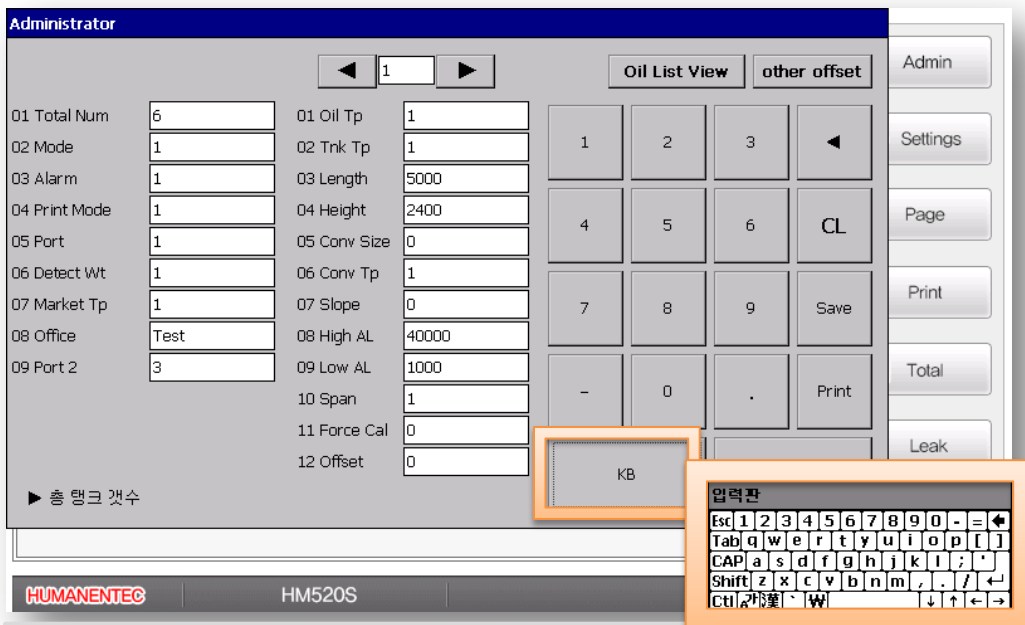 Administrator
◀ 1 ▶ Oil List View other offset
01 Total Num 6
02 Mode 1
03 Alarm 1
04 Print Mode 1
05 Port 1
06 Detect Wt 1
07 Market Tp 1
08 Office Test
09 Port 2 3
▶ 총 탱크 갯수
01 Oil Tp 1
02 Tnk Tp 1
03 Length 5000
04 Height 2400
05 Conv Size 0
06 Conv Tp 1
07 Slope 0
08 High AL 40000
09 Low AL 1000
10 Span 1
11 Force Cal 0
12 Offset 0
1 2 3 ◀
4 5 6 CL
7 8 9 Save
- 0 . Print
KB
Admin
Settings
Page
Print
Total
Leak
입력판
Esc 1 2 3 4 5 6 7 8 9 0 - = 🡄
Tab q w e r t y u i o p [ ]
CAP a s d f g h j k l ; '
Shift z x c v b n m , . / ↵
Ctl 가 漢 ` ₩ ↓ ↑ ← →
HUMANENTEC HM520S